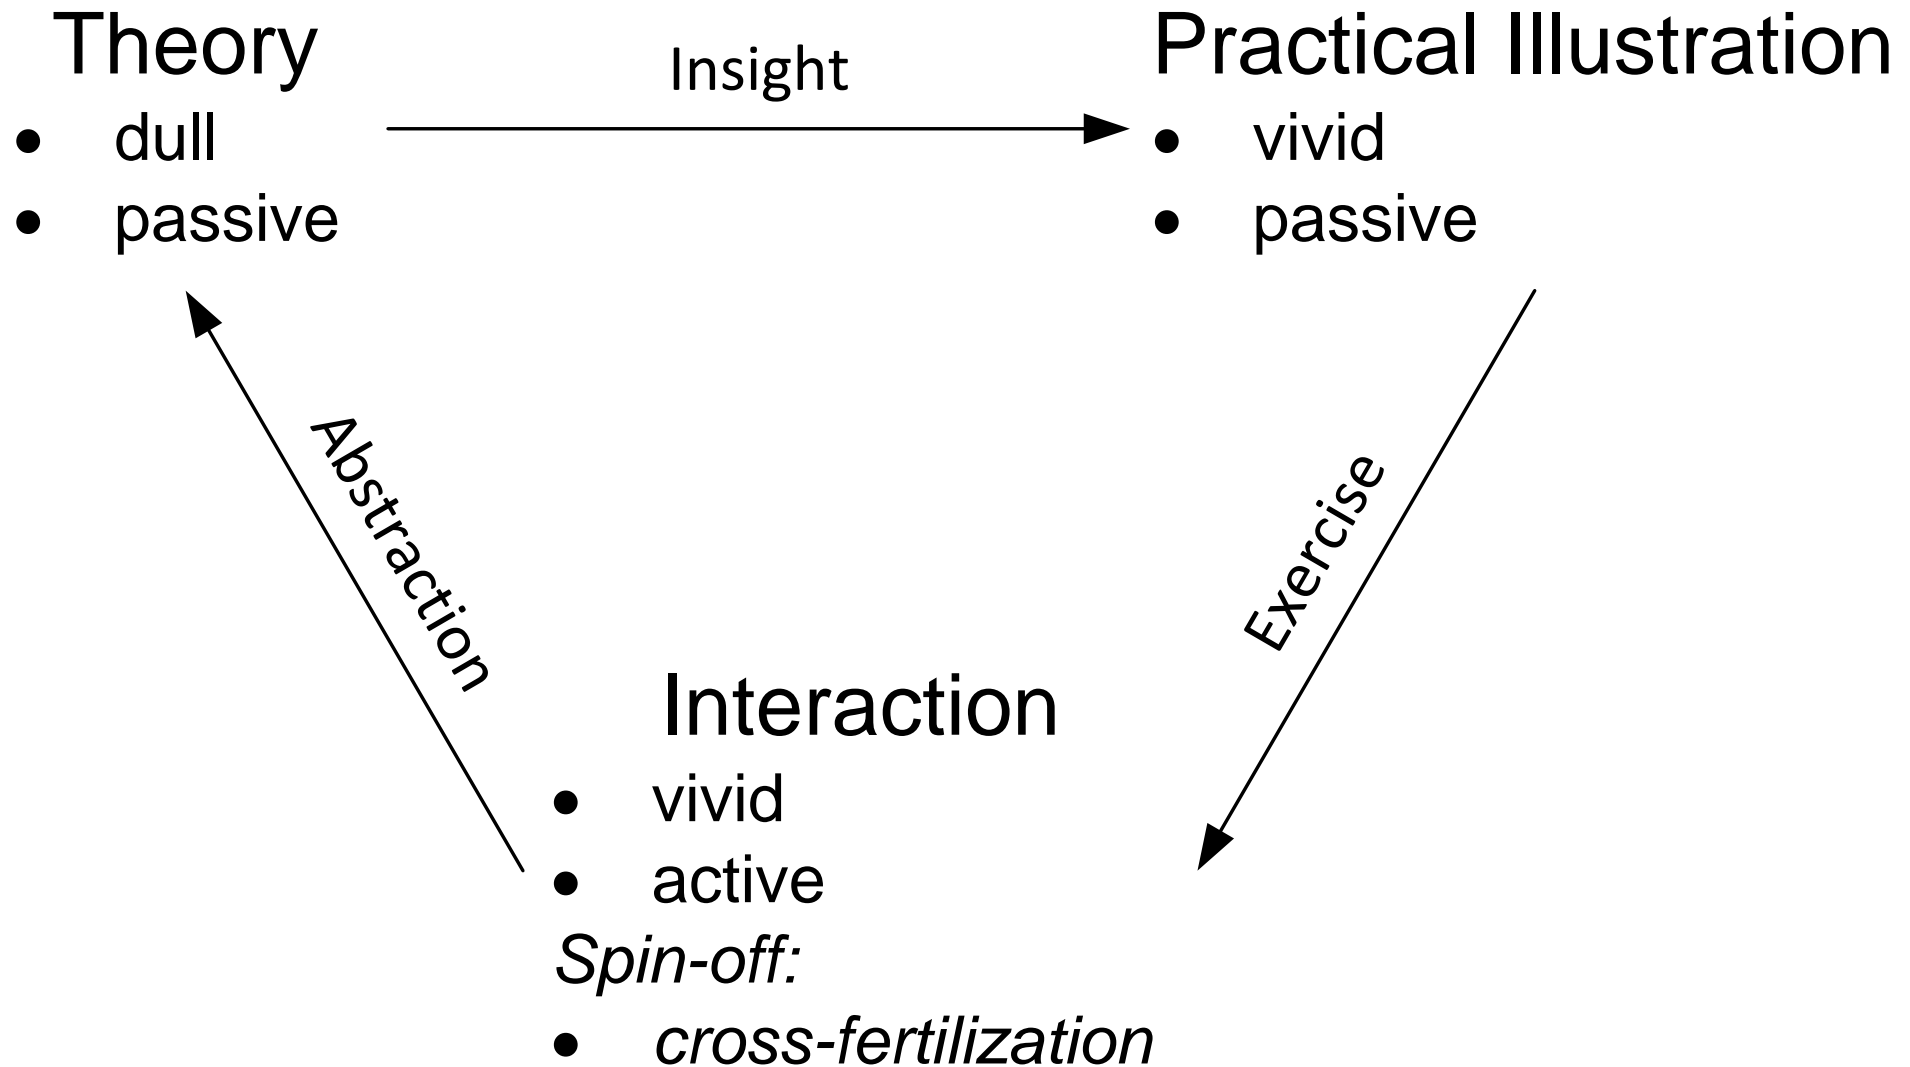 Theory
• dull
• passive
Insight
Practical Illustration
• vivid
• passive
Abstraction
Exercise
Interaction
• vivid
• active
Spin-off:
• cross-fertilization